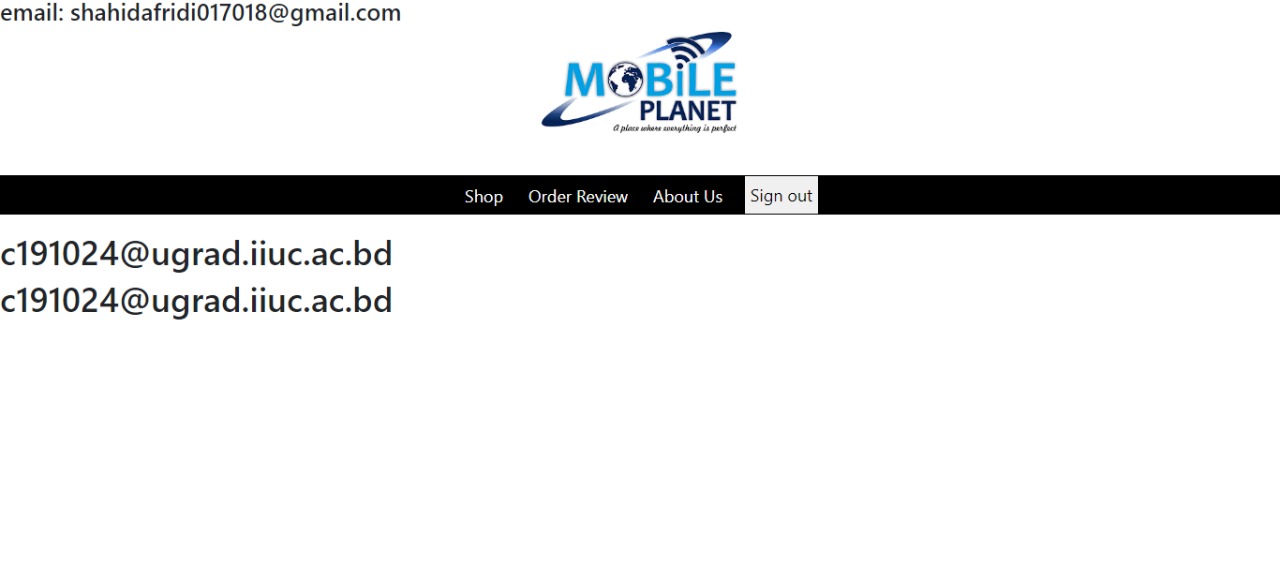 email: shahidafridi017018@gmail.com
MOBiLE
PLANET
A place where everything is perfect
Shop Order Review About Us Sign out
c191024@ugrad.iiuc.ac.bd
c191024@ugrad.iiuc.ac.bd